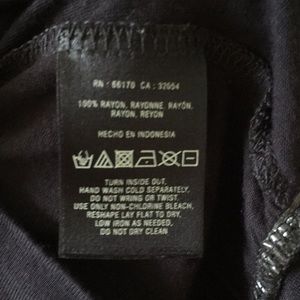 RN : 66170 CA : 32054
100% RAYON, RAYONNE, RAYÓN,
RAYON, REYON
HECHO EN INDONESIA
TURN INSIDE OUT.
HAND WASH COLD SEPARATELY.
DO NOT WRING OR TWIST.
USE ONLY NON-CHLORINE BLEACH,
RESHAPE LAY FLAT TO DRY,
LOW IRON AS NEEDED,
DO NOT DRY CLEAN